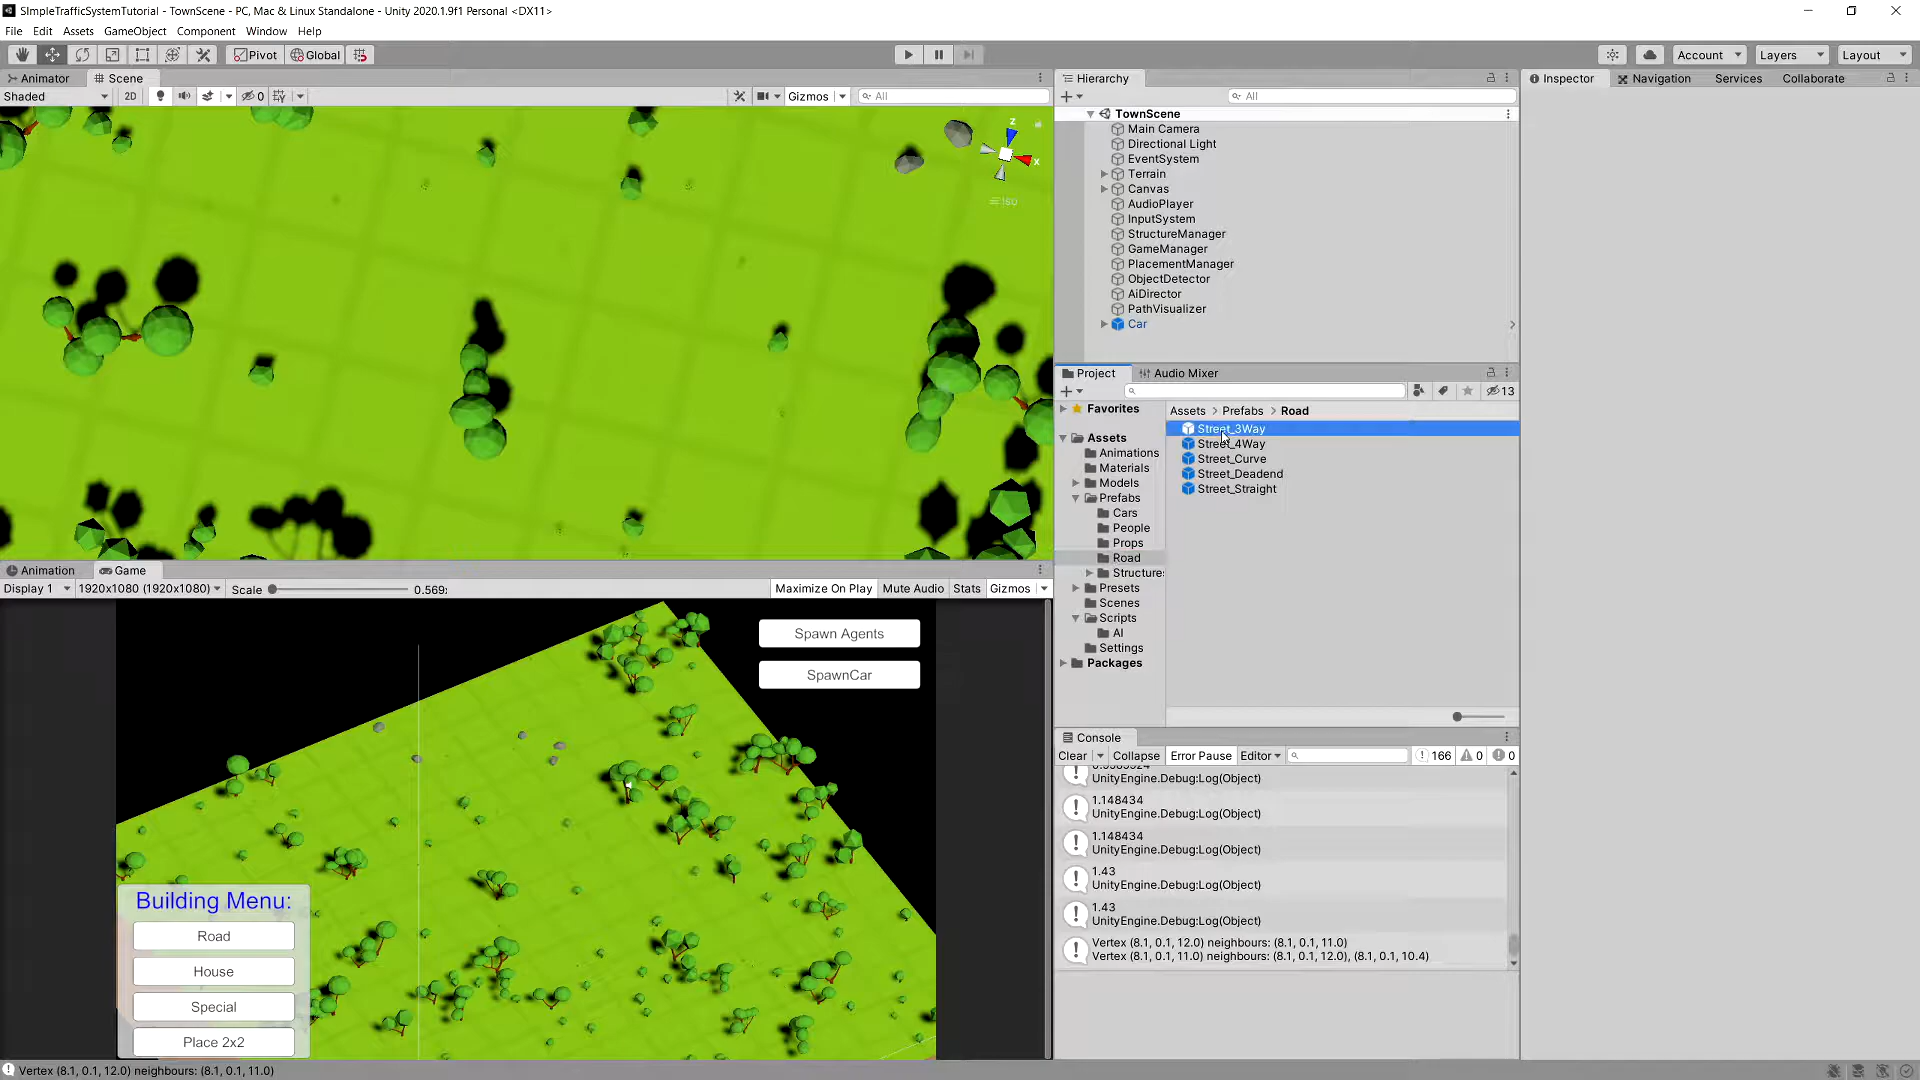 SImpleTrafficSystemTutorial - TownScene - PC, Mac & Linux Standalone - Unity 2020.1.9f1 Personal <DX11>
File Edit Assets GameObject Component Window Help
Pivot Global Account Layers Layout
Animator Scene
Shaded 2D 0 Gizmos All
z
x
Iso
Hierarchy
All
TownScene
Main Camera
Directional Light
EventSystem
Terrain
Canvas
AudioPlayer
InputSystem
StructureManager
GameManager
PlacementManager
ObjectDetector
AiDirector
PathVisualizer
Car
Inspector Navigation Services Collaborate
Project Audio Mixer
13
Favorites
Assets
Animations
Materials
Models
Prefabs
Cars
People
Props
Road
Structure
Presets
Scenes
Scripts
AI
Settings
Packages
Assets > Prefabs > Road
Street_3Way
Street_4Way
Street_Curve
Street_Deadend
Street_Straight
Animation Game
Display 1 1920x1080 (1920x1080) Scale 0.569: Maximize On Play Mute Audio Stats Gizmos
Spawn Agents
SpawnCar
Building Menu:
Road
House
Special
Place 2x2
Console
Clear Collapse Error Pause Editor 166 0 0
UnityEngine.Debug:Log(Object)
1.148434
UnityEngine.Debug:Log(Object)
1.148434
UnityEngine.Debug:Log(Object)
1.43
UnityEngine.Debug:Log(Object)
1.43
UnityEngine.Debug:Log(Object)
Vertex (8.1, 0.1, 12.0) neighbours: (8.1, 0.1, 11.0)
Vertex (8.1, 0.1, 11.0) neighbours: (8.1, 0.1, 12.0), (8.1, 0.1, 10.4)
Vertex (8.1, 0.1, 12.0) neighbours: (8.1, 0.1, 11.0)